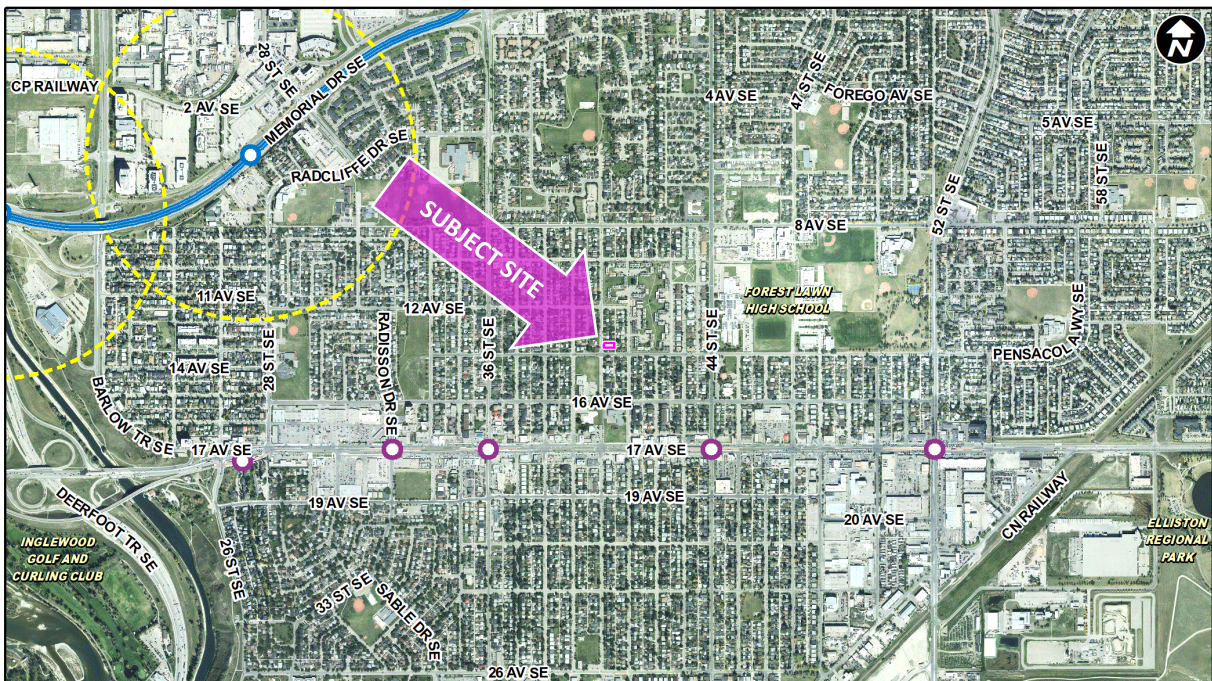 N
28 ST SE
CP RAILWAY
2 AV SE
MEMORIAL DR SE
RADCLIFFE DR SE
47 ST SE
4 AV SE
FOREGO AV SE
5 AV SE
58 ST SE
52 ST SE
8 AV SE
SUBJECT SITE
11 AV SE
12 AV SE
FOREST LAWN
HIGH SCHOOL
RADISSON DR SE
36 ST SE
28 ST SE
44 ST SE
PENSACOLA WY SE
14 AV SE
BARLOW TR SE
16 AV SE
17 AV SE
17 AV SE
19 AV SE
19 AV SE
20 AV SE
CN RAILWAY
DEERFOOT TR SE
ELLISTON
REGIONAL
PARK
INGLEWOOD
GOLF AND
CURLING CLUB
26 ST SE
33 ST SE
SABLE DR SE
26 AV SE